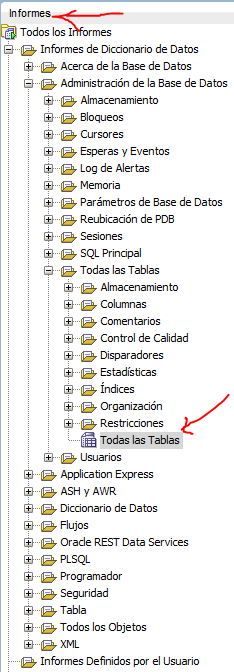 Informes
Todos los Informes
Informes de Diccionario de Datos
Acerca de la Base de Datos
Administración de la Base de Datos
Almacenamiento
Bloqueos
Cursores
Esperas y Eventos
Log de Alertas
Memoria
Parámetros de Base de Datos
Reubicación de PDB
Sesiones
SQL Principal
Todas las Tablas
Almacenamiento
Columnas
Comentarios
Control de Calidad
Disparadores
Estadísticas
Índices
Organización
Restricciones
Todas las Tablas
Usuarios
Application Express
ASH y AWR
Diccionario de Datos
Flujos
Oracle REST Data Services
PLSQL
Programador
Seguridad
Tabla
Todos los Objetos
XML
Informes Definidos por el Usuario